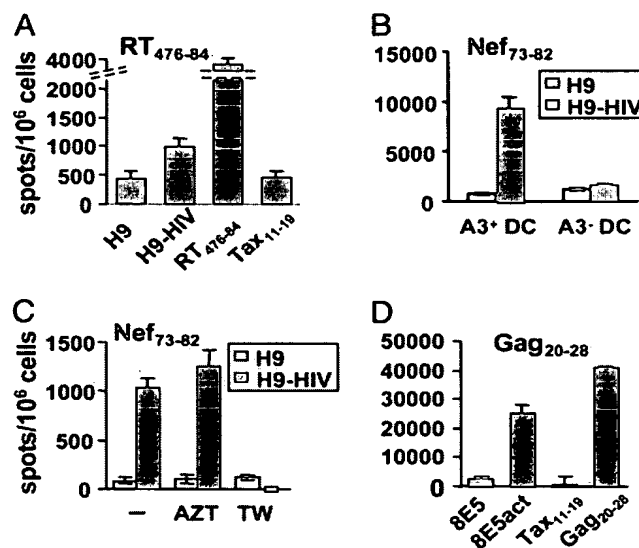 A
RT476-84
spots/10⁶ cells
4000
2000
1500
1000
500
0
H9
H9-HIV
RT476-84
Tax11-19
B
Nef73-82
15000
10000
5000
0
H9
H9-HIV
A3⁺ DC
A3⁻ DC
C
Nef73-82
spots/10⁶ cells
1500
1000
500
0
H9
H9-HIV
–
AZT
TW
D
Gag20-28
50000
40000
30000
20000
10000
0
8E5
8E5act
Tax11-19
Gag20-28